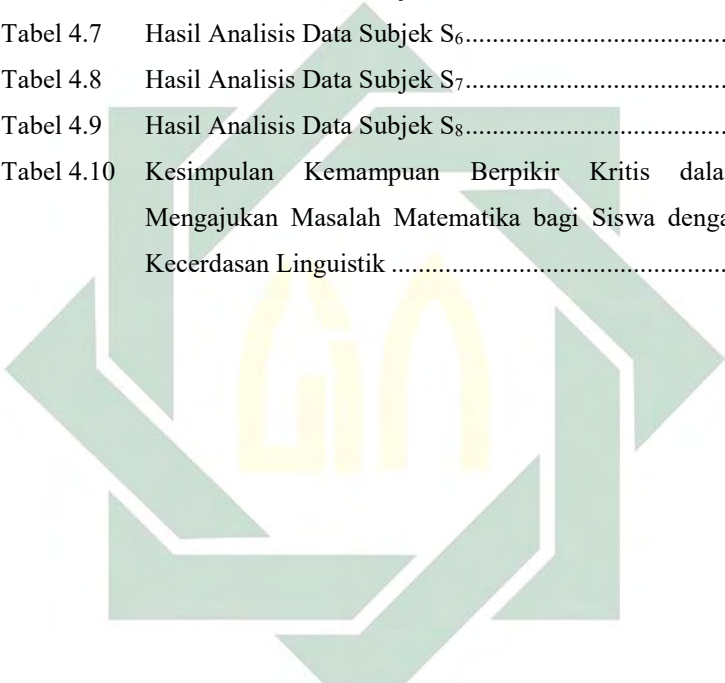 Tabel 4.7 Hasil Analisis Data Subjek S₆.......................................
Tabel 4.8 Hasil Analisis Data Subjek S₇.......................................
Tabel 4.9 Hasil Analisis Data Subjek S₈.......................................
Tabel 4.10 Kesimpulan Kemampuan Berpikir Kritis dala
Mengajukan Masalah Matematika bagi Siswa denga
Kecerdasan Linguistik ..................................................